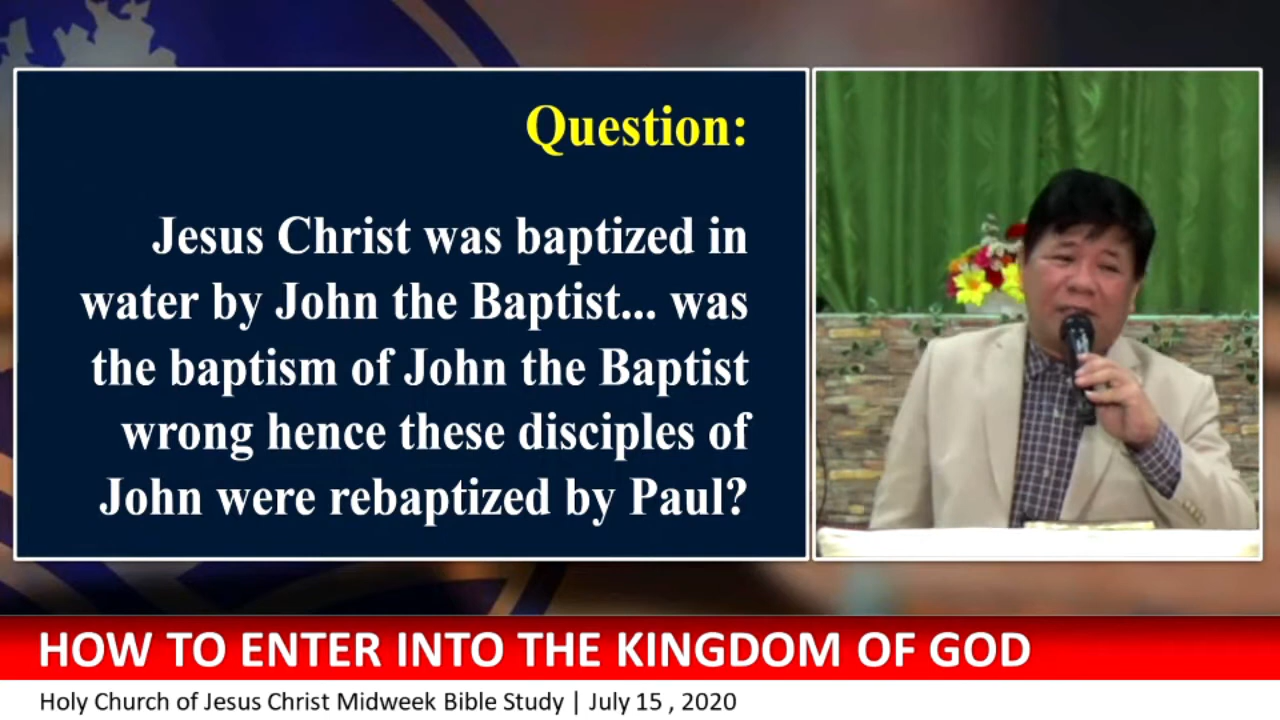 Question:
Jesus Christ was baptized in
water by John the Baptist... was
the baptism of John the Baptist
wrong hence these disciples of
John were rebaptized by Paul?
HOW TO ENTER INTO THE KINGDOM OF GOD
Holy Church of Jesus Christ Midweek Bible Study | July 15 , 2020